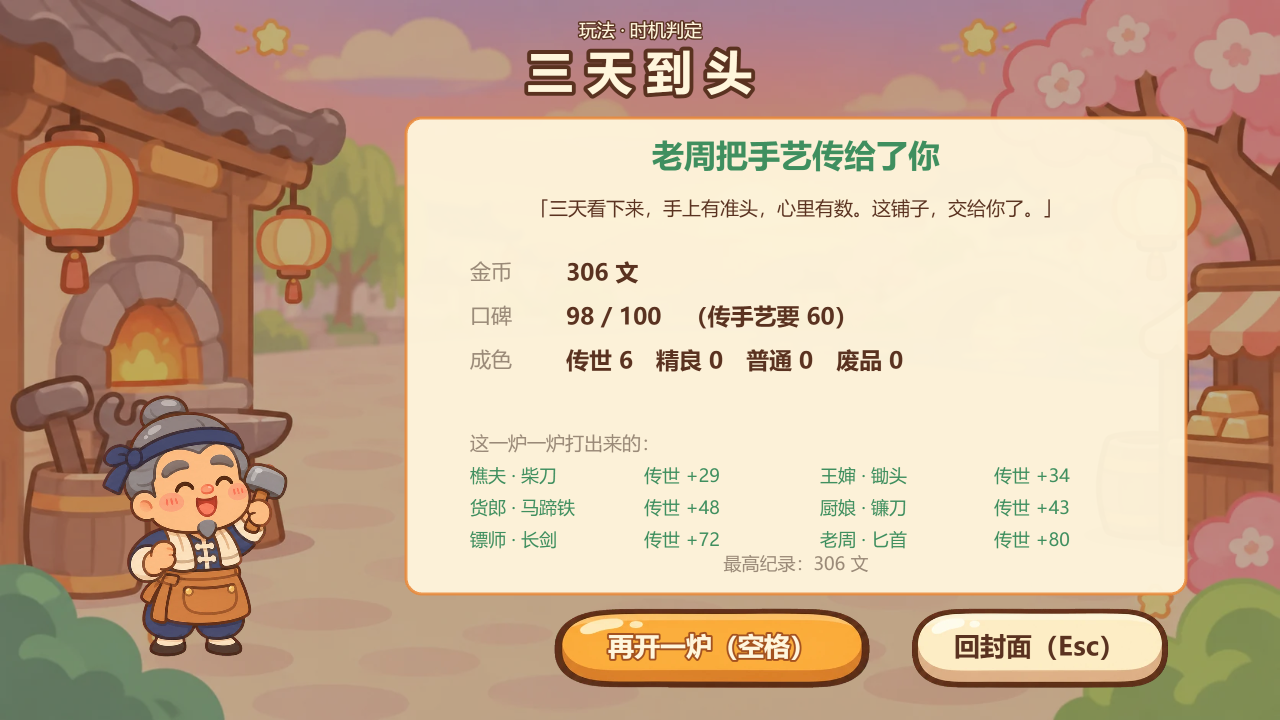 玩法 · 时机判定
三天到头
老周把手艺传给了你
「三天看下来，手上有准头，心里有数。这铺子，交给你了。」
金币 306 文
口碑 98 / 100 （传手艺要 60）
成色 传世 6 精良 0 普通 0 废品 0
这一炉一炉打出来的：
樵夫 · 柴刀 传世 +29 王婶 · 锄头 传世 +34
货郎 · 马蹄铁 传世 +48 厨娘 · 镰刀 传世 +43
镖师 · 长剑 传世 +72 老周 · 匕首 传世 +80
最高纪录：306 文
再开一炉（空格） 回封面（Esc）